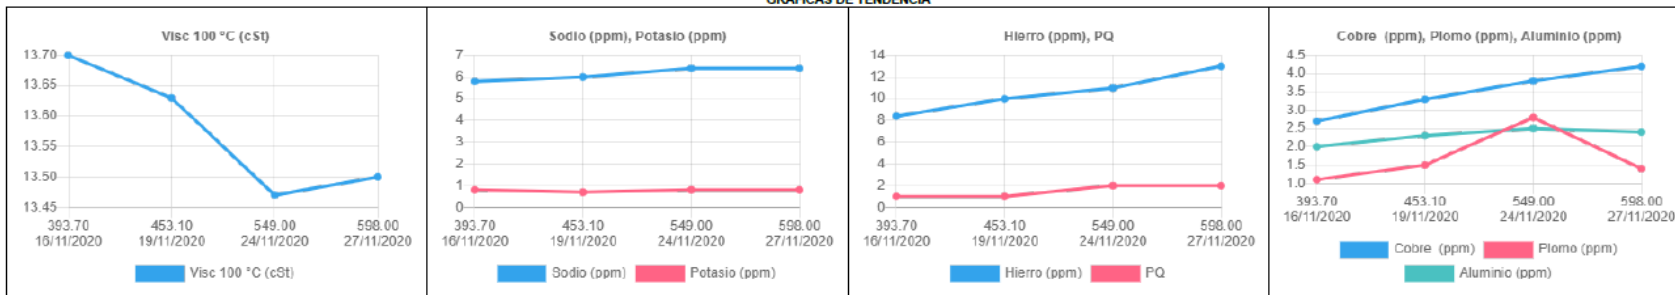 GRÁFICAS DE TENDENCIA
Visc 100 °C (cSt)
13.70
13.65
13.60
13.55
13.50
13.45
393.70 453.10 549.00 598.00
16/11/2020 19/11/2020 24/11/2020 27/11/2020
Visc 100 °C (cSt)
Sodio (ppm), Potasio (ppm)
7
6
5
4
3
2
1
0
393.70 453.10 549.00 598.00
16/11/2020 19/11/2020 24/11/2020 27/11/2020
Sodio (ppm) Potasio (ppm)
Hierro (ppm), PQ
14
12
10
8
6
4
2
0
393.70 453.10 549.00 598.00
16/11/2020 19/11/2020 24/11/2020 27/11/2020
Hierro (ppm) PQ
Cobre (ppm), Plomo (ppm), Aluminio (ppm)
4.5
4.0
3.5
3.0
2.5
2.0
1.5
1.0
393.70 453.10 549.00 598.00
16/11/2020 19/11/2020 24/11/2020 27/11/2020
Cobre (ppm) Plomo (ppm)
Aluminio (ppm)